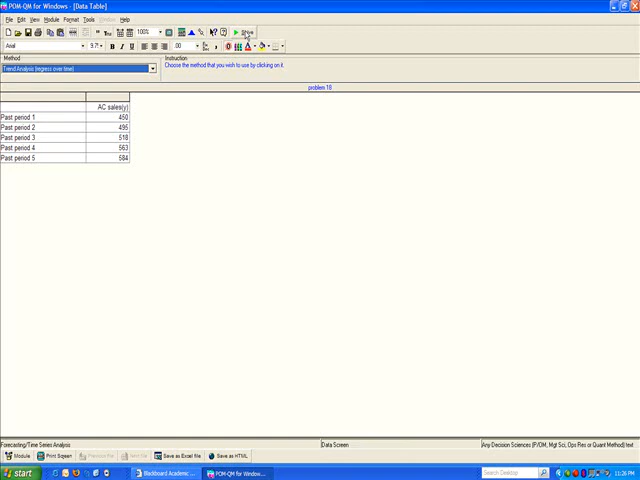 POM-QM for Windows - [Data Table]
File Edit View Module Format Tools Window Help
100% Solve
Arial 9.7 B I U .00 , 0
Method
Trend Analysis (regress over time)
Instruction
Choose the method that you wish to use by clicking on it.
problem 18
AC sales(y)
Past period 1 450
Past period 2 495
Past period 3 518
Past period 4 563
Past period 5 584
Forecasting/Time Series Analysis Data Screen Any Decision Sciences (P/OM, Mgt Sci, Ops Res or Quant Method) text
Module Print Screen Previous file Next file Save as Excel file Save as HTML
start Blackboard Academic ... POM-QM for Window... Search Desktop 11:26 PM